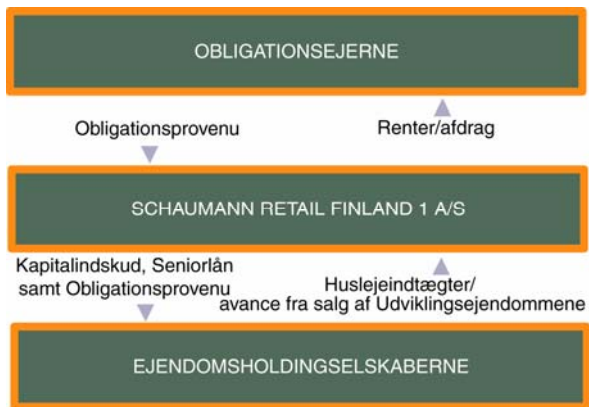 OBLIGATIONSEJERNE
Obligationsprovenu
Renter/afdrag
SCHAUMANN RETAIL FINLAND 1 A/S
Kapitalindskud, Seniorlån
samt Obligationsprovenu
Huslejeindtægter/
avance fra salg af Udviklingsejendommene
EJENDOMSHOLDINGSELSKABERNE